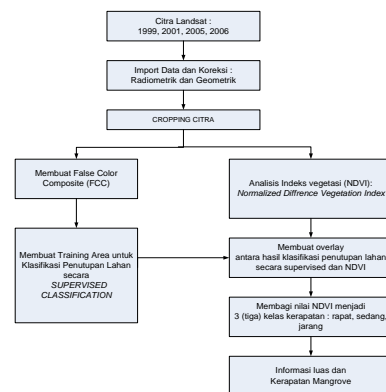 Citra Landsat :
1999, 2001, 2005, 2006
Import Data dan Koreksi :
Radiometrik dan Geometrik
CROPPING CITRA
Membuat False Color
Composite (FCC)
Analisis Indeks vegetasi (NDVI):
Normalized Diffrence Vegetation Index
Membuat Training Area untuk
Klasifikasi Penutupan Lahan
secara
SUPERVISED
CLASSIFICATION
Membuat overlay
antara hasil klasifikasi penutupan lahan
secara supervised dan NDVI
Membagi nilai NDVI menjadi
3 (tiga) kelas kerapatan : rapat, sedang,
jarang
Informasi luas dan
Kerapatan Mangrove